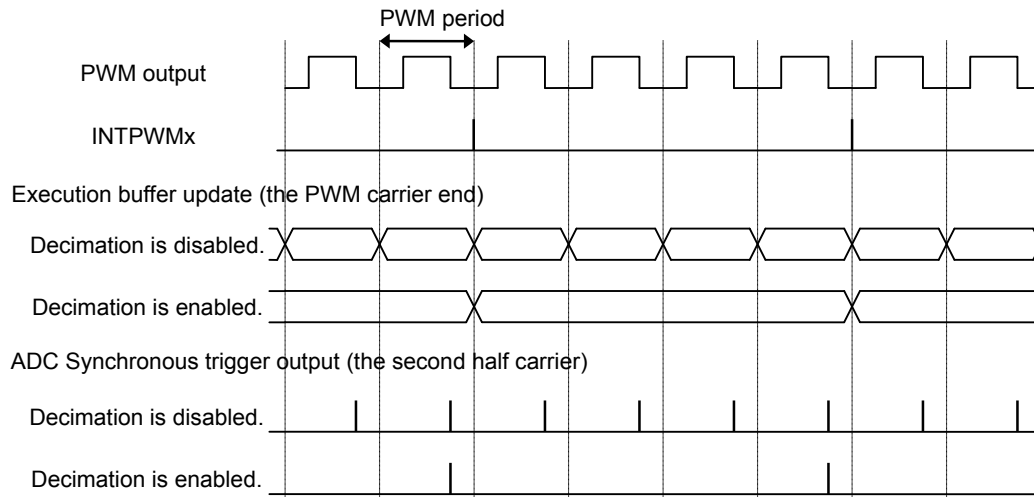 PWM period
PWM output
INTPWMx
Execution buffer update (the PWM carrier end)
Decimation is disabled.
Decimation is enabled.
ADC Synchronous trigger output (the second half carrier)
Decimation is disabled.
Decimation is enabled.